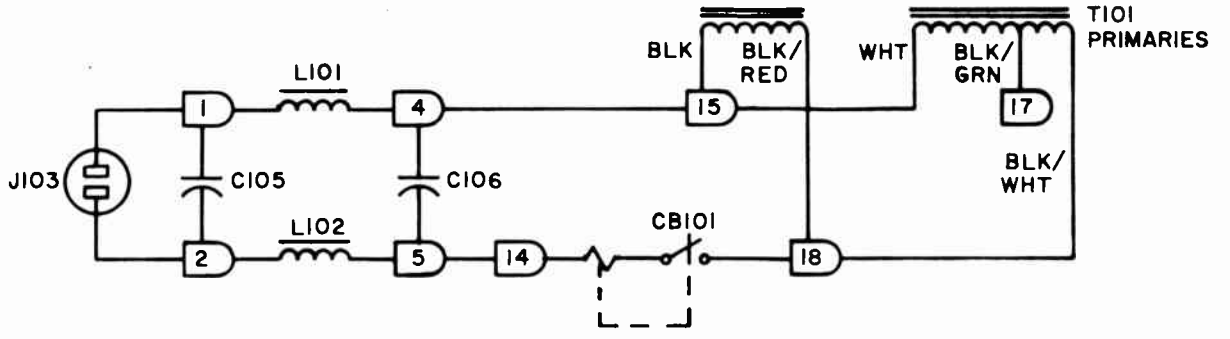 T101
PRIMARIES
BLK
BLK/
RED
WHT
BLK/
GRN
L101
1
4
15
17
J103
C105
C106
BLK/
WHT
L102
CB101
2
5
14
18